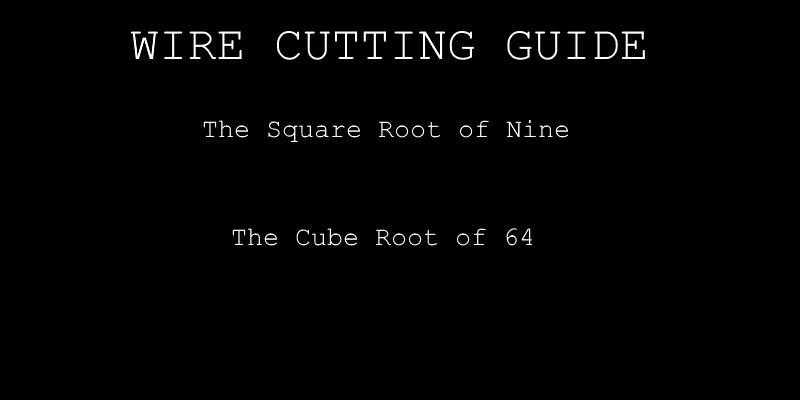 WIRE CUTTING GUIDE
The Square Root of Nine
The Cube Root of 64